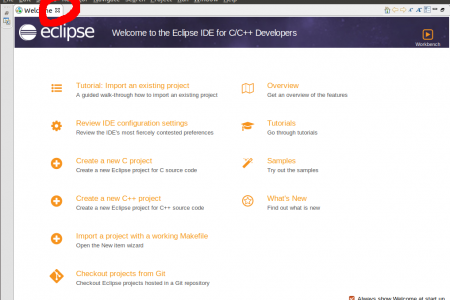 Welcome
eclipse
Welcome to the Eclipse IDE for C/C++ Developers
Workbench
Tutorial: Import an existing project
A guided walk-through how to import an existing project
Overview
Get an overview of the features
Review IDE configuration settings
Review the IDE's most fiercely contested preferences
Tutorials
Go through tutorials
Create a new C project
Create a new Eclipse project for C source code
Samples
Try out the samples
Create a new C++ project
Create a new Eclipse project for C++ source code
What's New
Find out what is new
Import a project with a working Makefile
Open the New item wizard
Checkout projects from Git
Checkout Eclipse projects hosted in a Git repository
Always show Welcome at start up